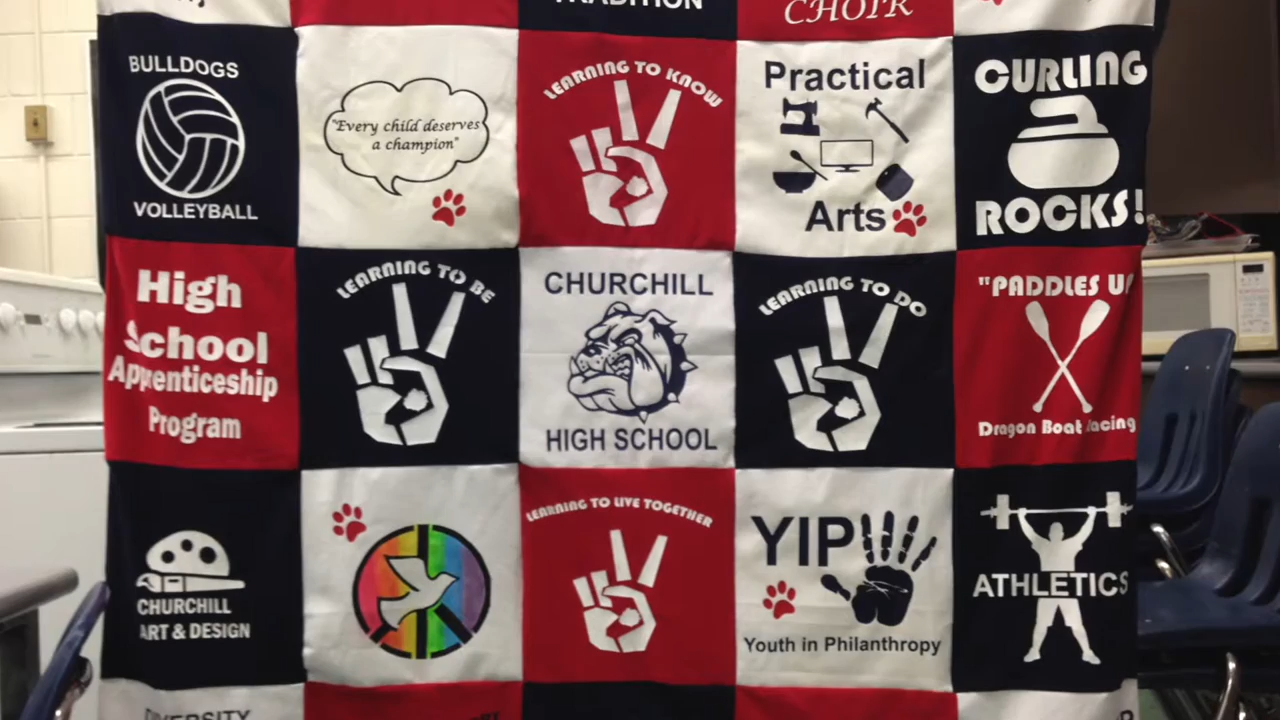 TRADITION
CHOIR
BULLDOGS
VOLLEYBALL
"Every child deserves
a champion"
LEARNING TO KNOW
Practical
Arts
CURLING
ROCKS!
High
School
Apprenticeship
Program
LEARNING TO BE
CHURCHILL
HIGH SCHOOL
LEARNING TO DO
"PADDLES UP
Dragon Boat Racing
CHURCHILL
ART & DESIGN
LEARNING TO LIVE TOGETHER
YIP
Youth in Philanthropy
ATHLETICS
DIVERSITY